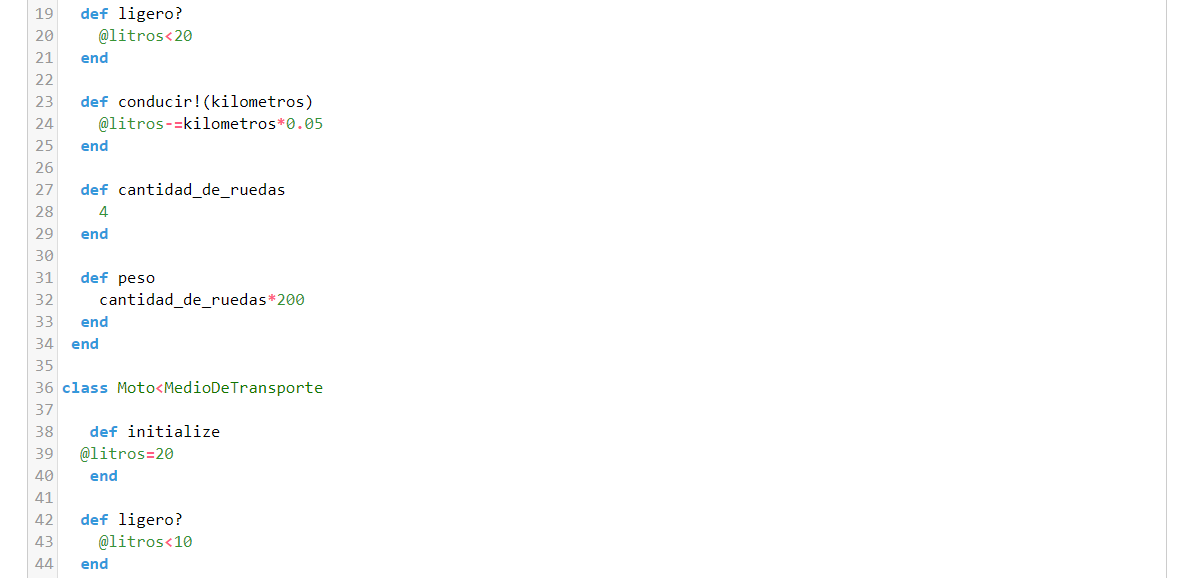 19 def ligero?
20 @litros<20
21 end
22
23 def conducir!(kilometros)
24 @litros-=kilometros*0.05
25 end
26
27 def cantidad_de_ruedas
28 4
29 end
30
31 def peso
32 cantidad_de_ruedas*200
33 end
34 end
35
36 class Moto<MedioDeTransporte
37
38 def initialize
39 @litros=20
40 end
41
42 def ligero?
43 @litros<10
44 end